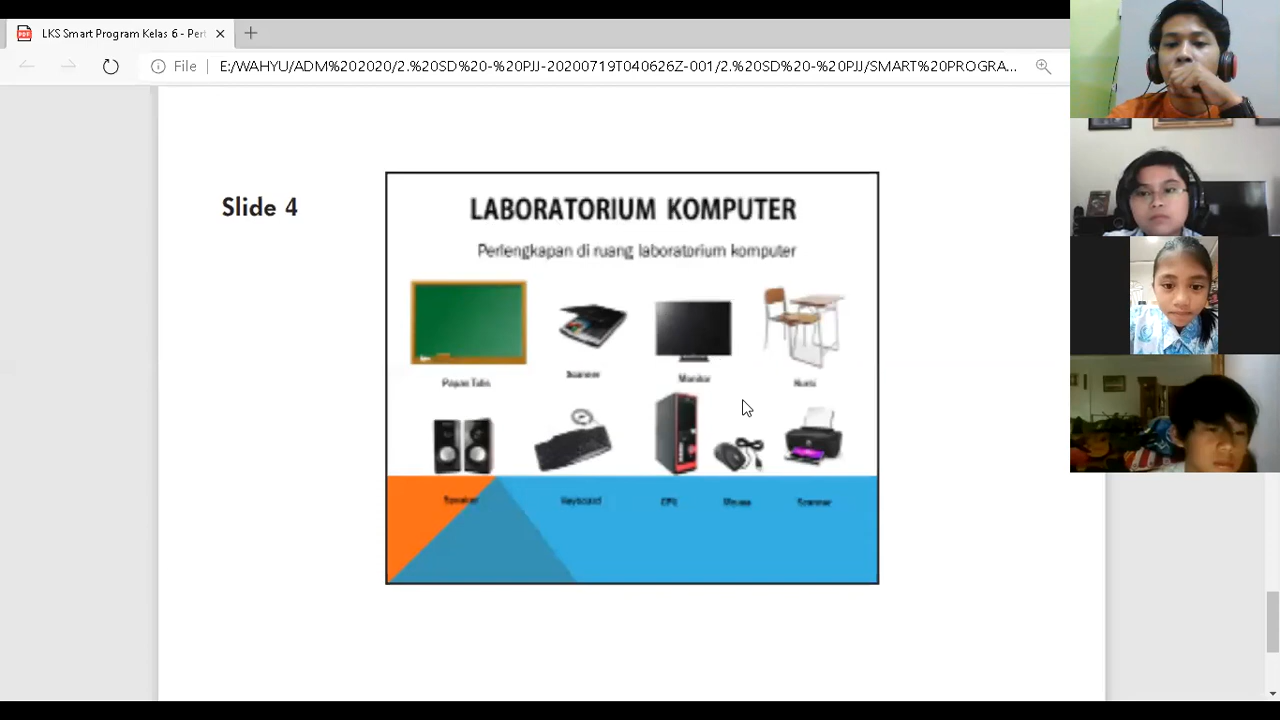 LKS Smart Program Kelas 6 - Pert
File
E:/WAHYU/ADM%202020/2.%20SD%20-%20PJJ-20200719T040626Z-001/2.%20SD%20-%20PJJ/SMART%20PROGRA...
Slide 4
LABORATORIUM KOMPUTER
Perlengkapan di ruang laboratorium komputer
Papan Tulis
Scanner
Monitor
Kursi
Speaker
Keyboard
CPU
Mouse
Scanner